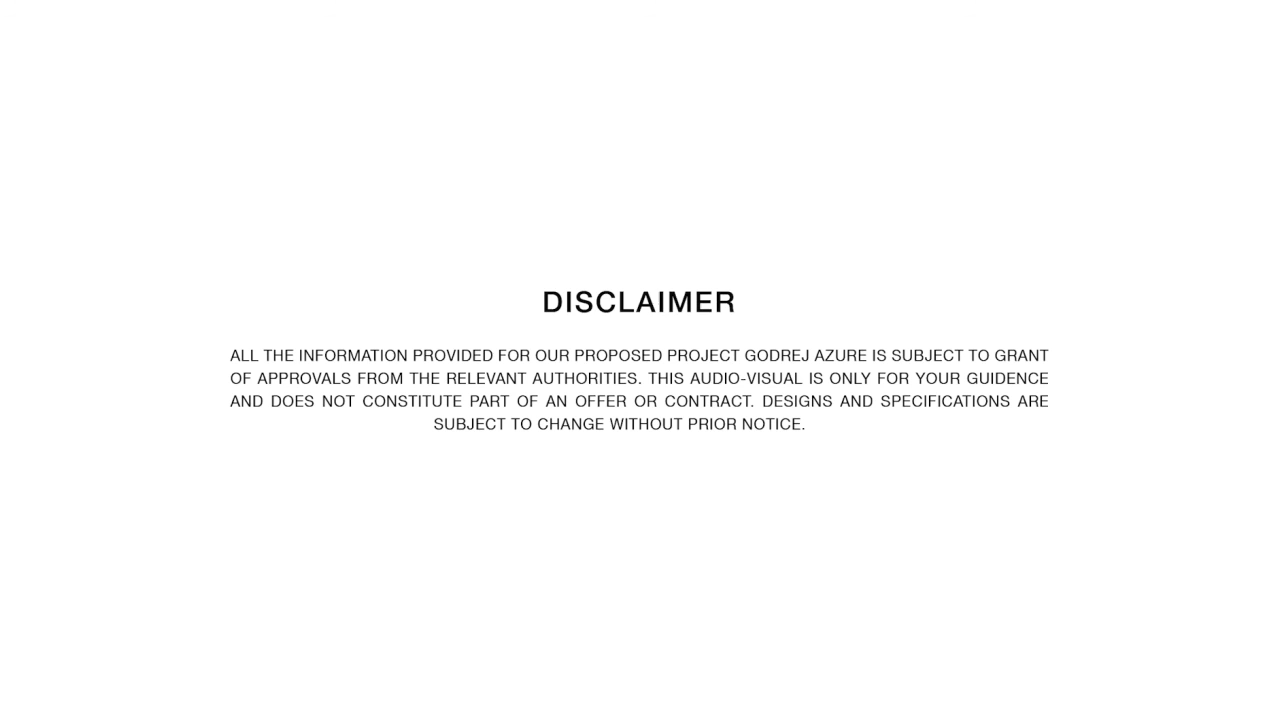 DISCLAIMER
ALL THE INFORMATION PROVIDED FOR OUR PROPOSED PROJECT GODREJ AZURE IS SUBJECT TO GRANT
OF APPROVALS FROM THE RELEVANT AUTHORITIES. THIS AUDIO-VISUAL IS ONLY FOR YOUR GUIDENCE
AND DOES NOT CONSTITUTE PART OF AN OFFER OR CONTRACT. DESIGNS AND SPECIFICATIONS ARE
SUBJECT TO CHANGE WITHOUT PRIOR NOTICE.